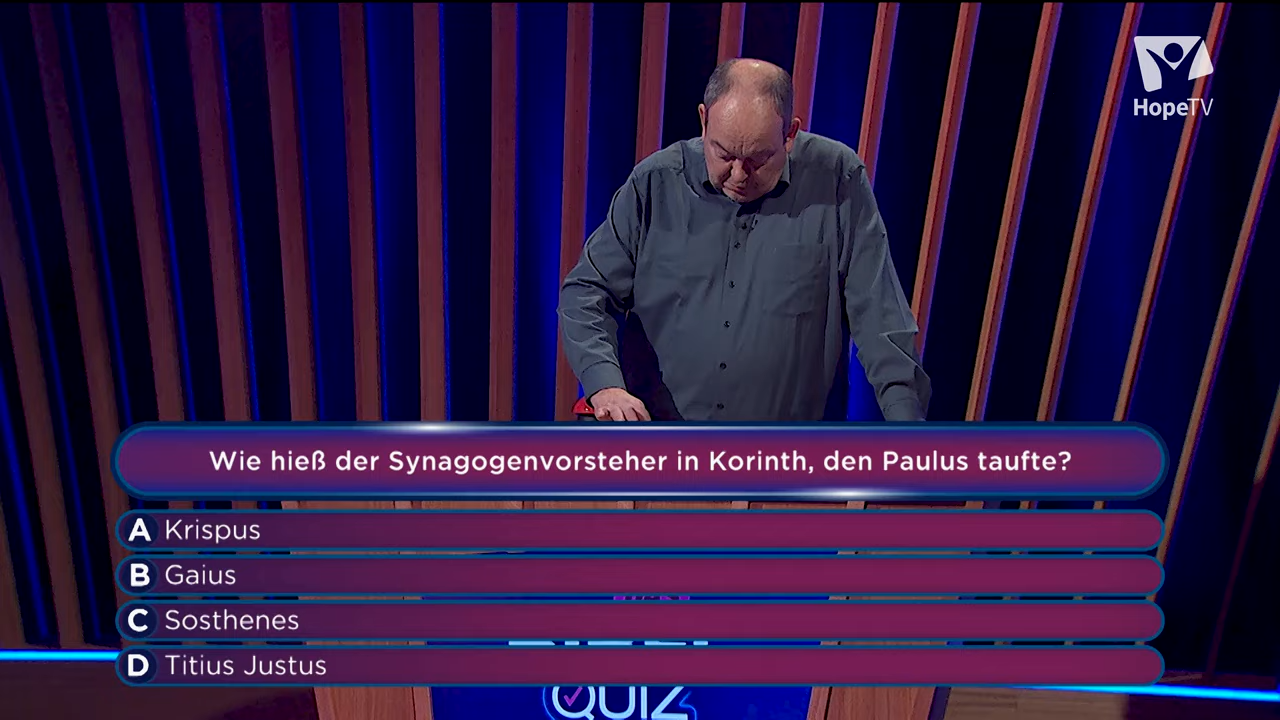 HopeTV
Wie hieß der Synagogenvorsteher in Korinth, den Paulus taufte?
A Krispus
B Gaius
C Sosthenes
D Titius Justus
QUIZ